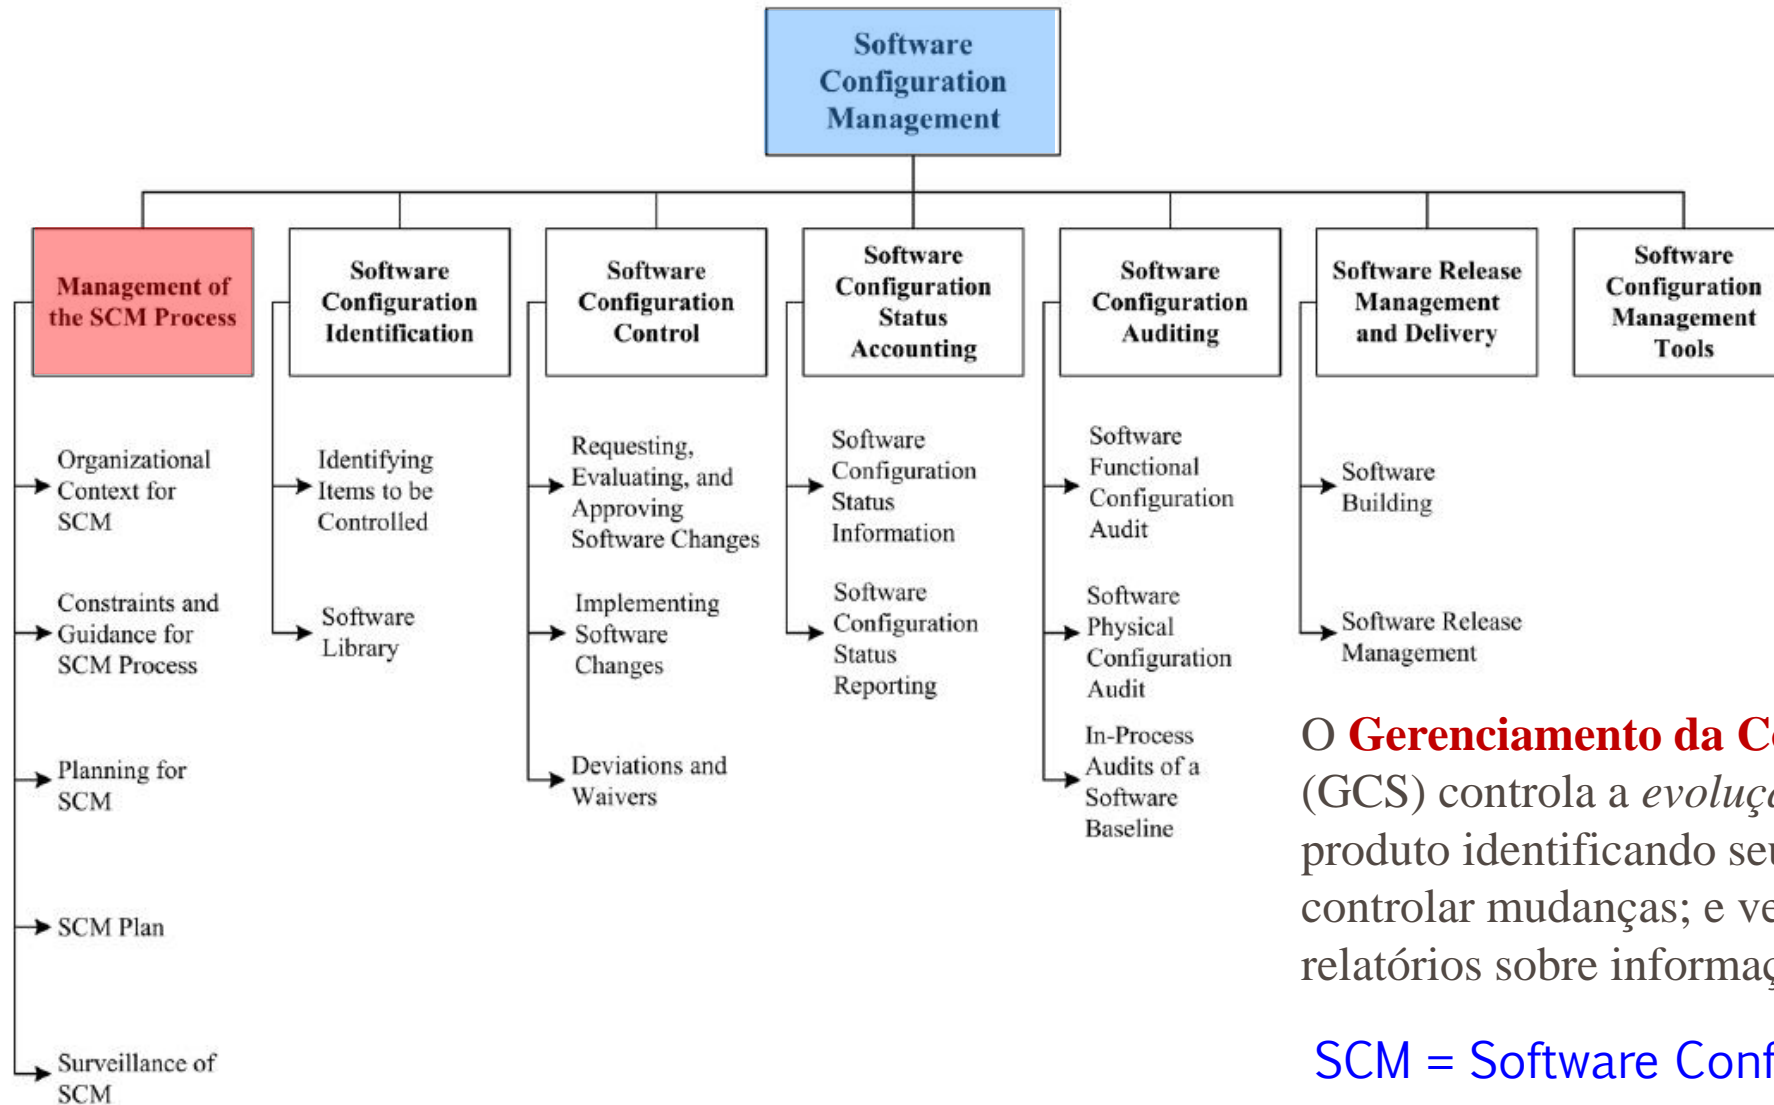 Software
Configuration
Management
Management of
the SCM Process
Organizational
Context for
SCM
Constraints and
Guidance for
SCM Process
Planning for
SCM
SCM Plan
Surveillance of
SCM
Software
Configuration
Identification
Identifying
Items to be
Controlled
Software
Library
Software
Configuration
Control
Requesting,
Evaluating, and
Approving
Software Changes
Implementing
Software
Changes
Deviations and
Waivers
Software
Configuration
Status
Accounting
Software
Configuration
Status
Information
Software
Configuration
Status
Reporting
Software
Configuration
Auditing
Software
Functional
Configuration
Audit
Software
Physical
Configuration
Audit
In-Process
Audits of a
Software
Baseline
Software Release
Management
and Delivery
Software
Building
Software Release
Management
Software
Configuration
Management
Tools
O Gerenciamento da
(GCS) controla a
produto identificando
controlar mudanças; e
relatórios sobre
SCM = Software